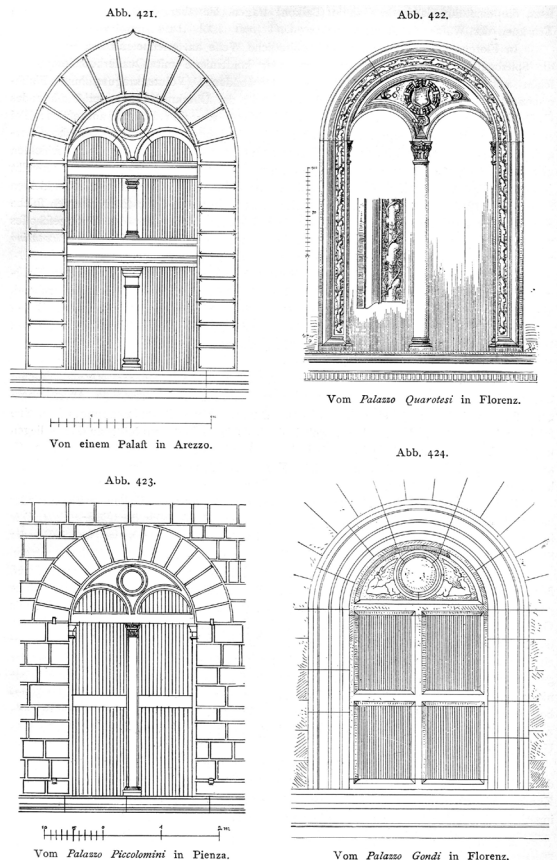 Abb. 421.
Von einem Palaſt in Arezzo.
Abb. 422.
Vom Palazzo Quarotesi in Florenz.
Abb. 423.
Vom Palazzo Piccolomini in Pienza.
Abb. 424.
Vom Palazzo Gondi in Florenz.